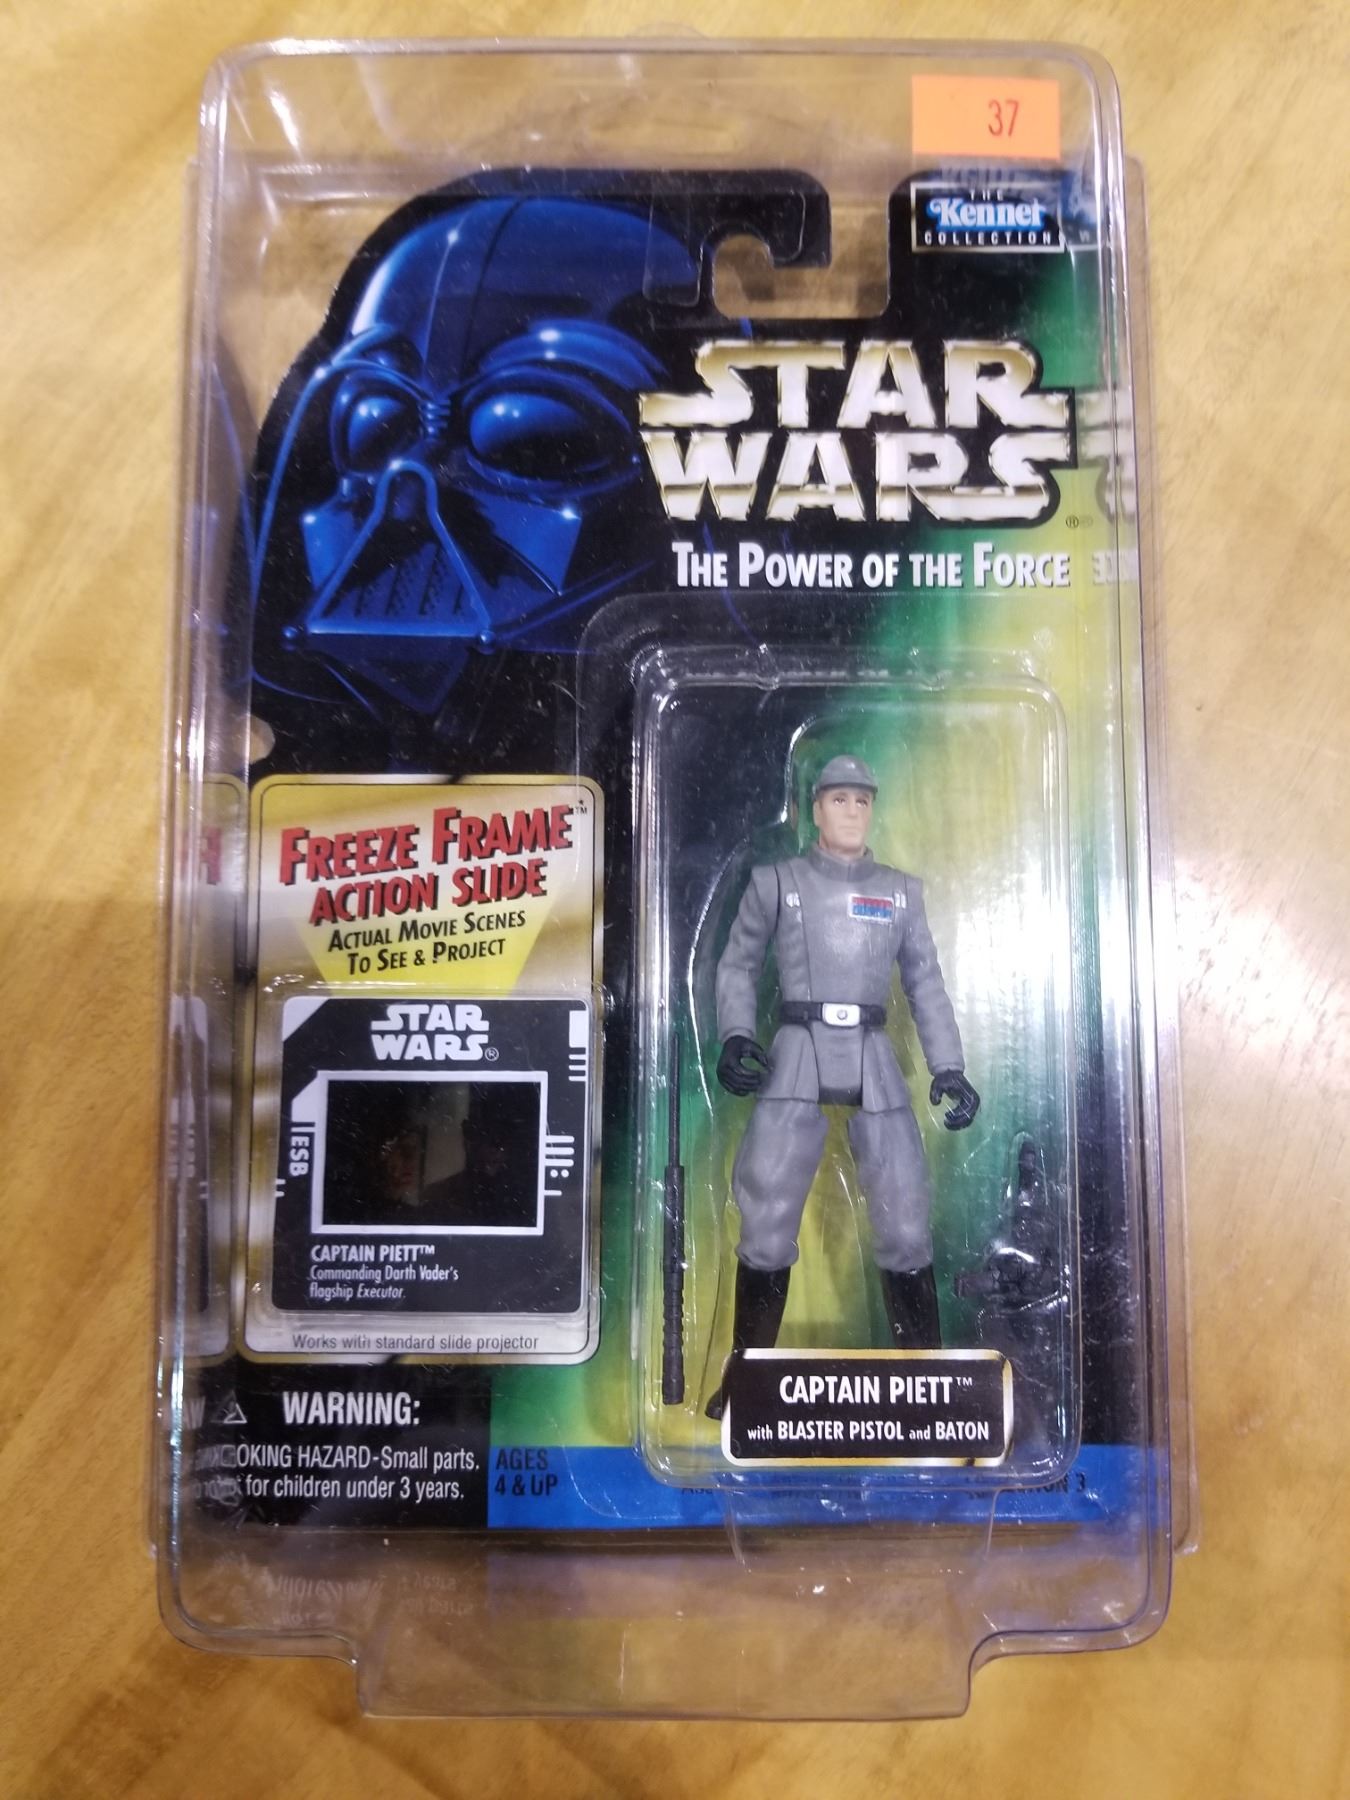 37
THE
Kenner
COLLECTION
STAR
WARS
®
THE POWER OF THE FORCE
FREEZE FRAME™
ACTION SLIDE
ACTUAL MOVIE SCENES
TO SEE & PROJECT
STAR
WARS®
ESB
CAPTAIN PIETT™
Commanding Darth Vader's
flagship Executor.
Works with standard slide projector
CAPTAIN PIETT™
with BLASTER PISTOL and BATON
WARNING:
OKING HAZARD-Small parts.
for children under 3 years.
AGES
4 & UP